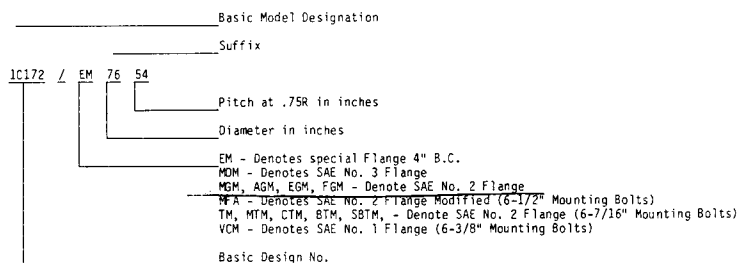 Basic Model Designation
Suffix
1C172 / EM 76 54
Pitch at .75R in inches
Diameter in inches
EM - Denotes special Flange 4" B.C.
MDM - Denotes SAE No. 3 Flange
MGM, AGM, EGM, FGM - Denote SAE No. 2 Flange
MFA - Denotes SAE No. 2 Flange Modified (6-1/2" Mounting Bolts)
TM, MTM, CTM, BTM, SBTM, - Denote SAE No. 2 Flange (6-7/16" Mounting Bolts)
VCM - Denotes SAE No. 1 Flange (6-3/8" Mounting Bolts)
Basic Design No.